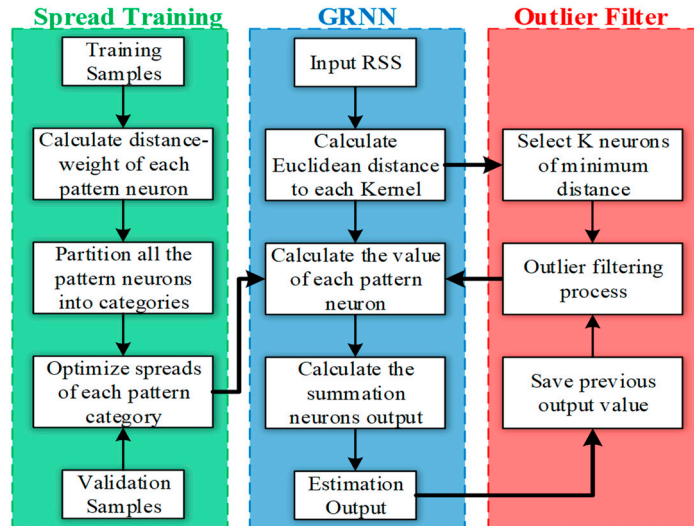 Spread Training
Training
Samples
Calculate distance-
weight of each
pattern neuron
Partition all the
pattern neurons
into categories
Optimize spreads
of each pattern
category
Validation
Samples
GRNN
Input RSS
Calculate
Euclidean distance
to each Kernel
Calculate the value
of each pattern
neuron
Calculate the
summation
neurons output
Estimation
Output
Outlier Filter
Select K neurons
of minimum
distance
Outlier filtering
process
Save previous
output value